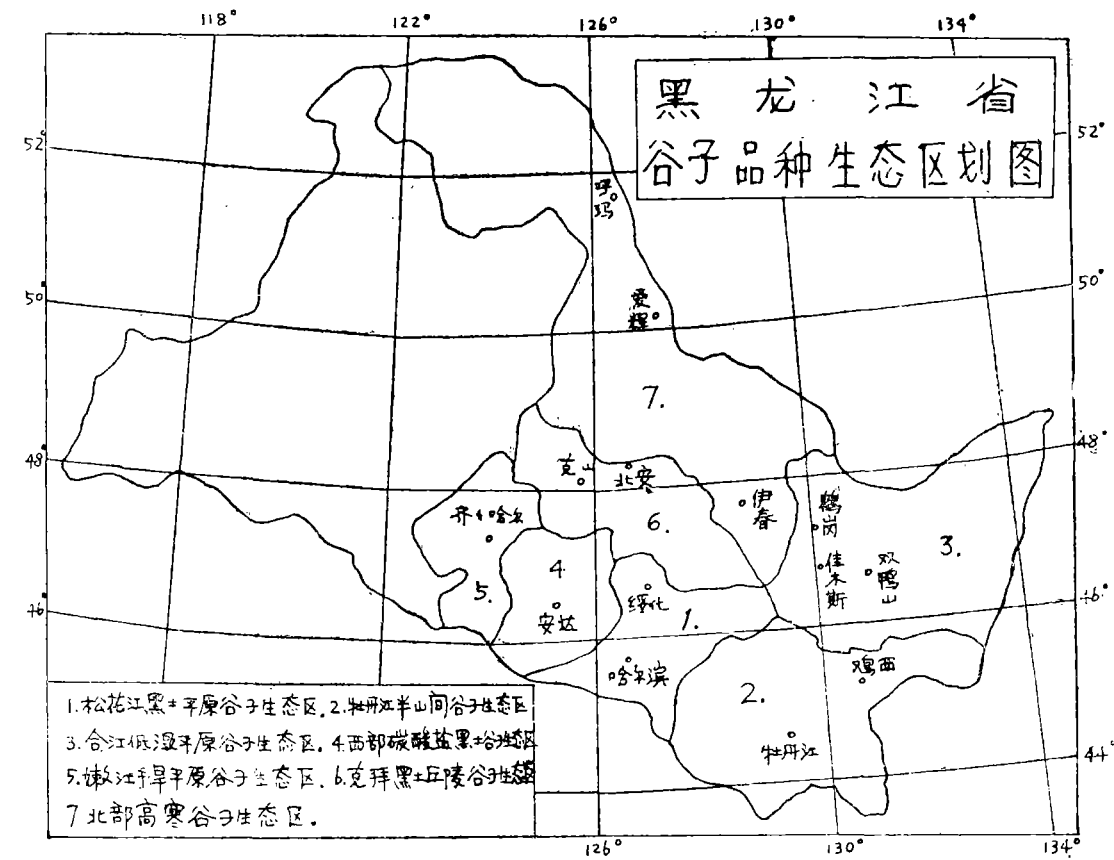 118° 122° 126° 130° 134°
黑龙江省
谷子品种生态区划图
52° 52°
呼玛
50° 50°
爱辉
7.
48° 48°
克山
北安
伊春
鹤岗
齐哈尔
6.
3.
4
佳木斯
双鸭山
5.
46°
绥化
安达
1.
哈尔滨
鸡西
2.
牡丹江
44°
1.松花江黑土平原谷子生态区.2.牡丹江半山间谷子生态区
3.合江低湿平原谷子生态区.4.西部碳酸盐黑土谷子生态区
5.嫩江干旱平原谷子生态区.6.克拜黑土丘陵谷子生态区
7北部高寒谷子生态区.
126° 130° 134°